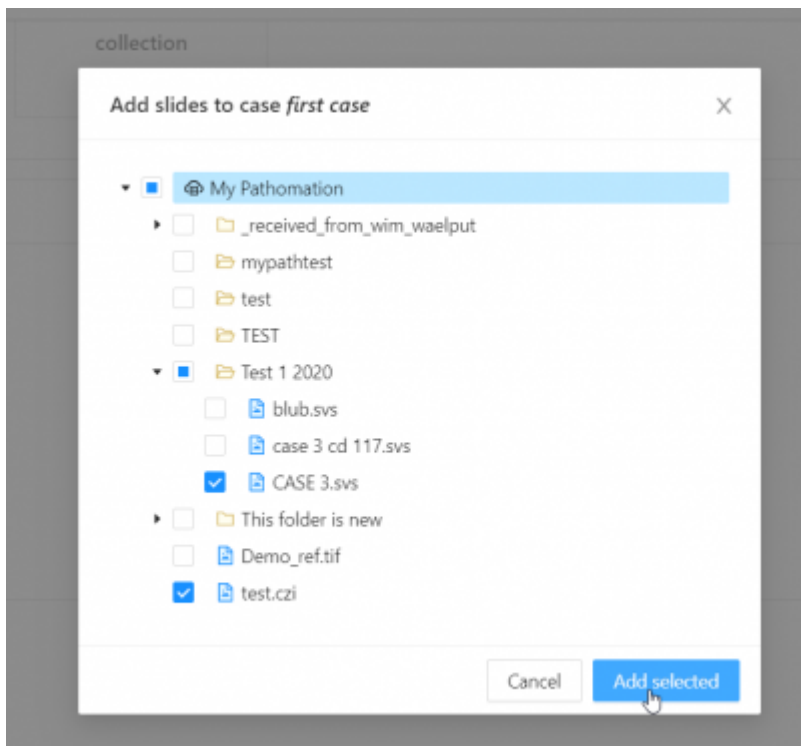 collection
Add slides to case first case
My Pathomation
_received_from_wim_waelput
mypathtest
test
TEST
Test 1 2020
blub.svs
case 3 cd 117.svs
CASE 3.svs
This folder is new
Demo_ref.tif
test.czi
Cancel Add selected